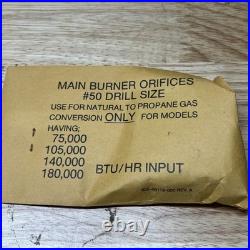 MAIN BURNER ORIFICES
#50 DRILL SIZE
USE FOR NATURAL TO PROPANE GAS
CONVERSION ONLY FOR MODELS
HAVING;
75,000
105,000
140,000
180,000 BTU/HR INPUT
REV. A